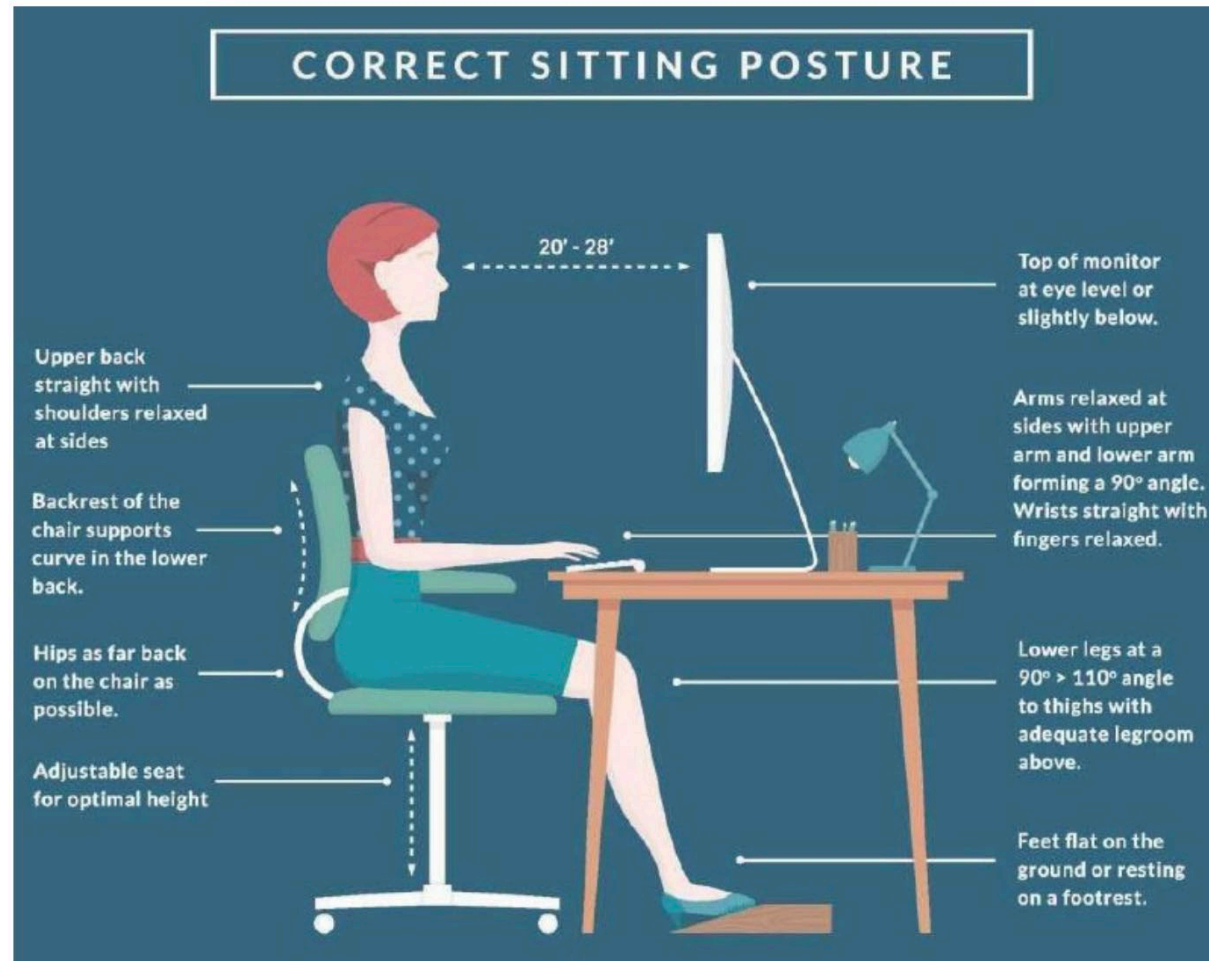 CORRECT SITTING POSTURE
20' - 28'
Upper back
straight with
shoulders relaxed
at sides
Backrest of the
chair supports
curve in the lower
back.
Hips as far back
on the chair as
possible.
Adjustable seat
for optimal height
Top of monitor
at eye level or
slightly below.
Arms relaxed at
sides with upper
arm and lower arm
forming a 90º angle.
Wrists straight with
fingers relaxed.
Lower legs at a
90º > 110º angle
to thighs with
adequate legroom
above.
Feet flat on the
ground or resting
on a footrest.